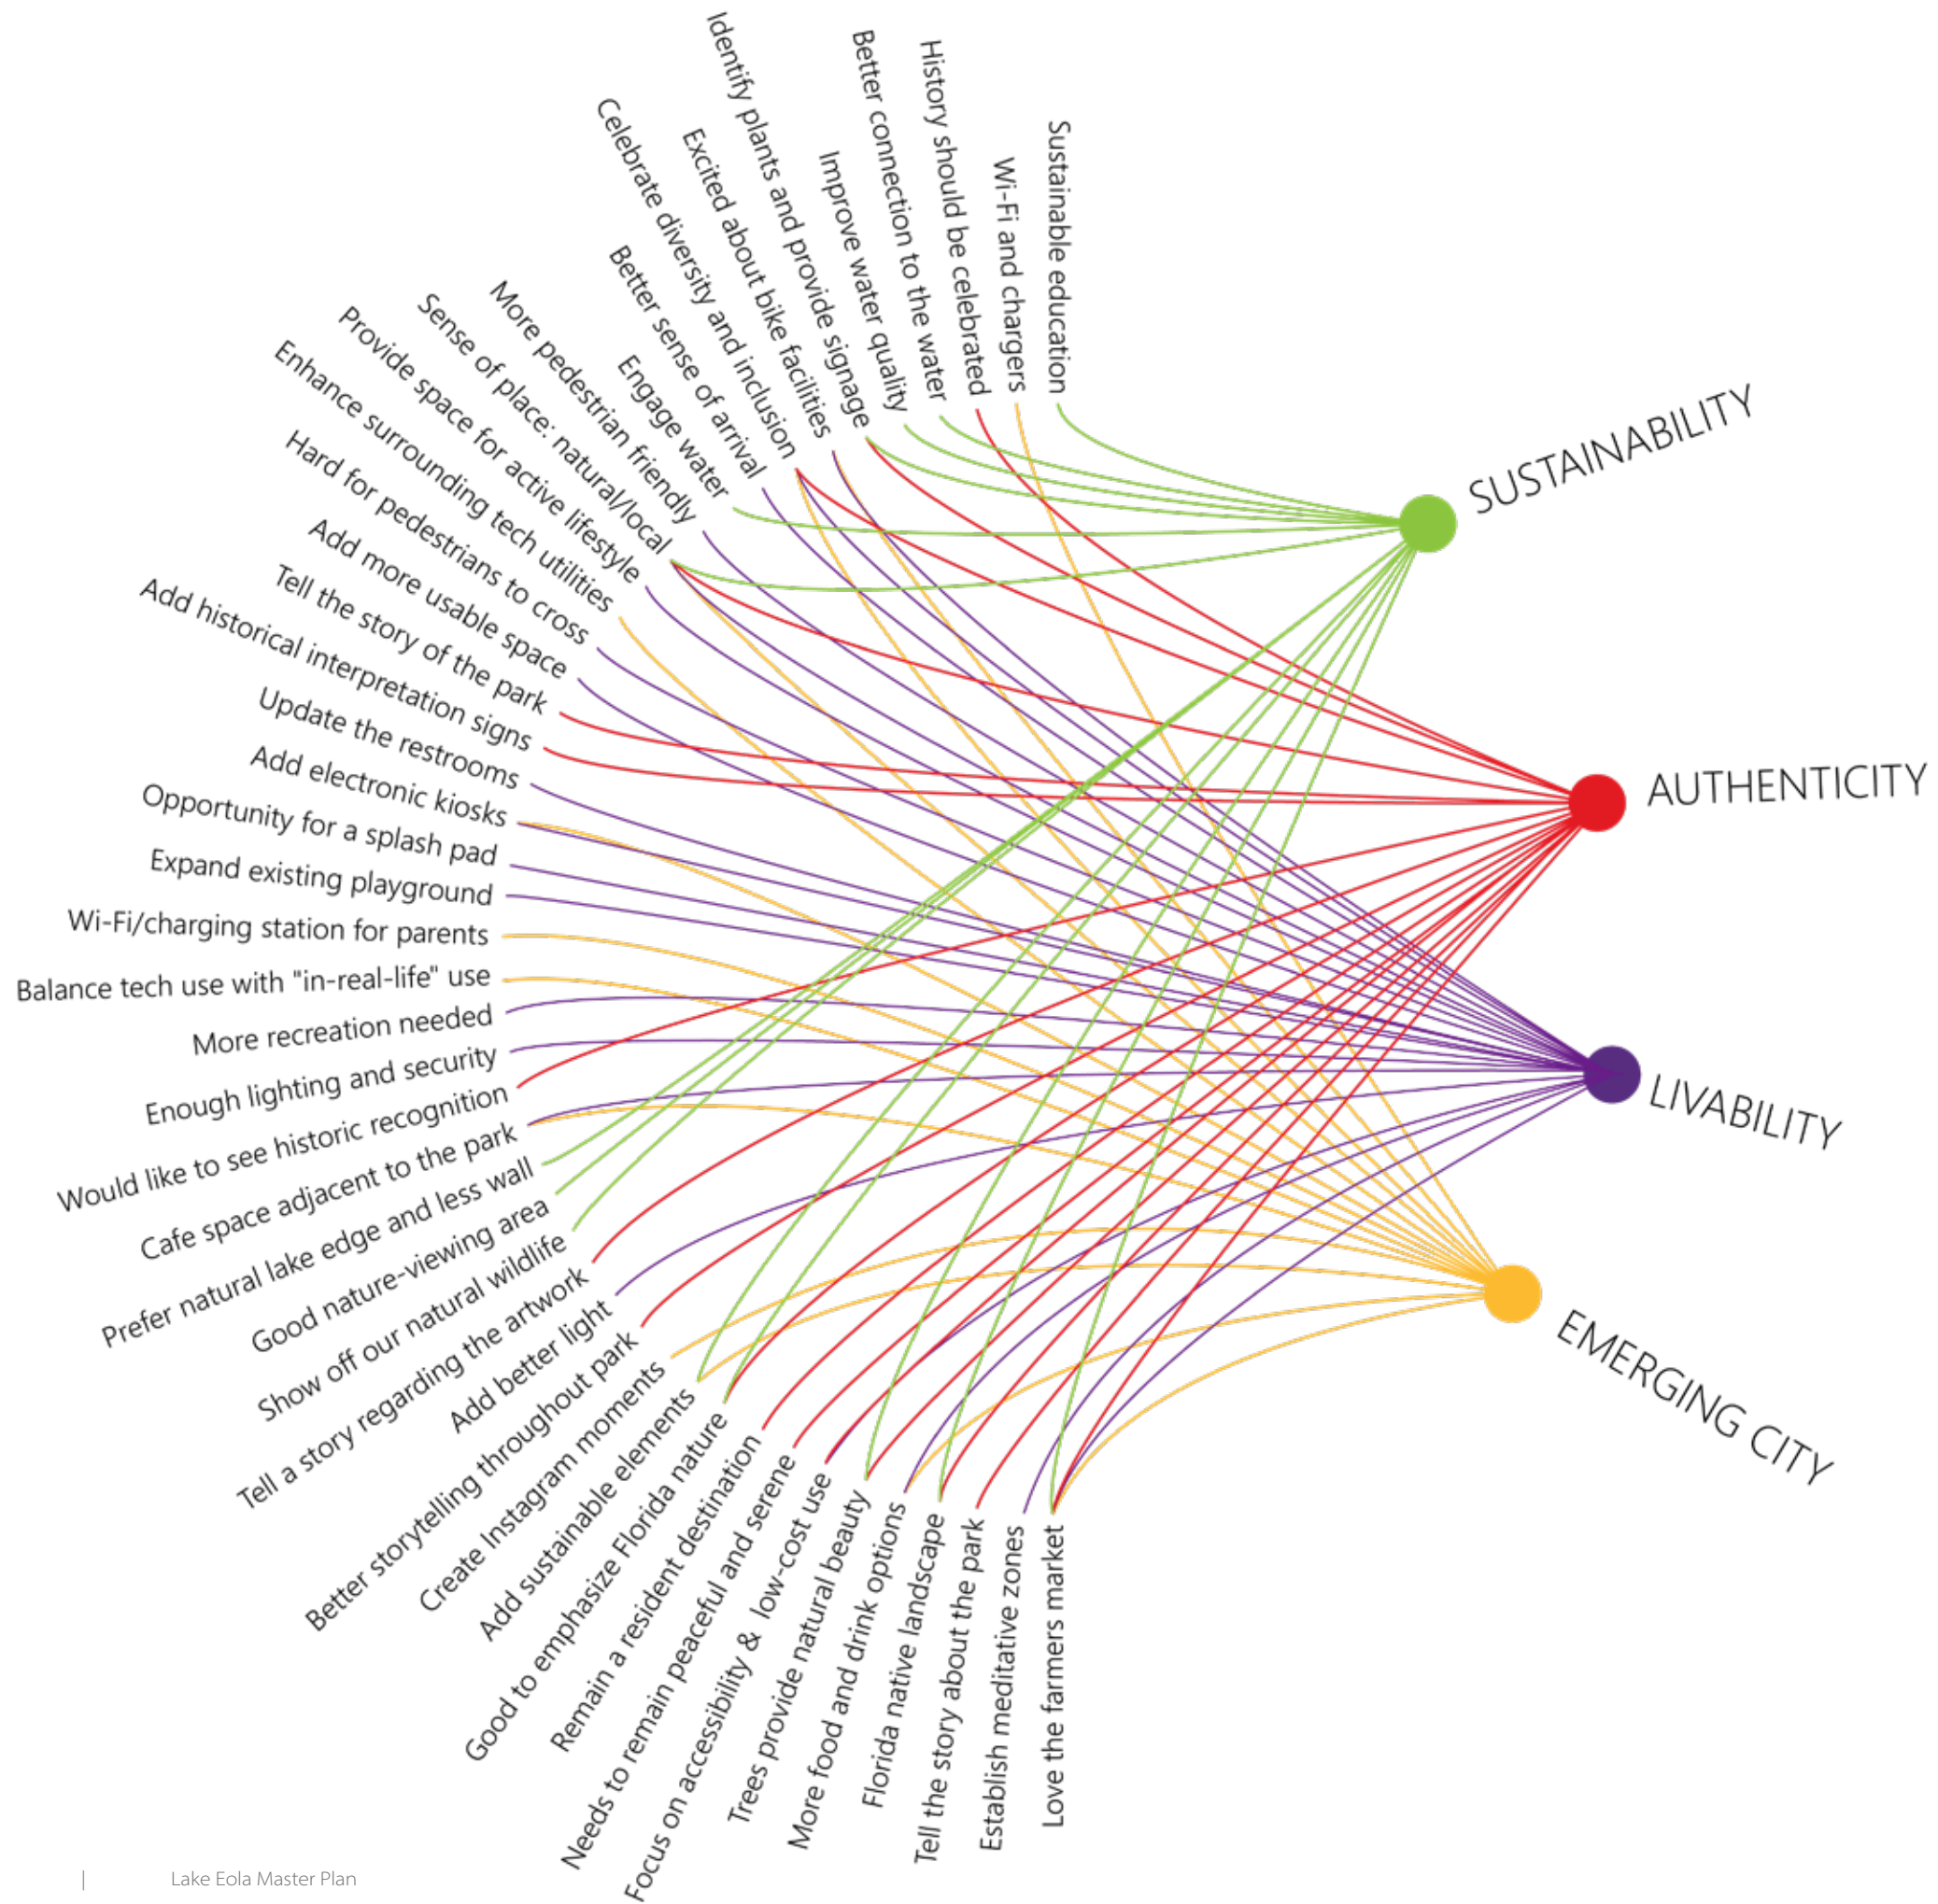 Sustainable education
Wi-Fi and chargers
History should be celebrated
Better connection to the water
Improve water quality
Identify plants and provide signage
Excited about bike facilities
Celebrate diversity and inclusion
Better sense of arrival
Engage water
More pedestrian friendly
Sense of place: natural/local
Provide space for active lifestyle
Enhance surrounding tech utilities
Hard for pedestrians to cross
Add more usable space
Tell the story of the park
Add historical interpretation signs
Update the restrooms
Add electronic kiosks
Opportunity for a splash pad
Expand existing playground
Wi-Fi/charging station for parents
Balance tech use with "in-real-life" use
More recreation needed
Enough lighting and security
Would like to see historic recognition
Cafe space adjacent to the park
Prefer natural lake edge and less wall
Good nature-viewing area
Show off our natural wildlife
Tell a story regarding the artwork
Add better light
Better storytelling throughout park
Create Instagram moments
Add sustainable elements
Good to emphasize Florida nature
Remain a resident destination
Needs to remain peaceful and serene
Focus on accessibility & low-cost use
Trees provide natural beauty
More food and drink options
Florida native landscape
Tell the story about the park
Establish meditative zones
Love the farmers market
SUSTAINABILITY
AUTHENTICITY
LIVABILITY
EMERGING CITY
| Lake Eola Master Plan